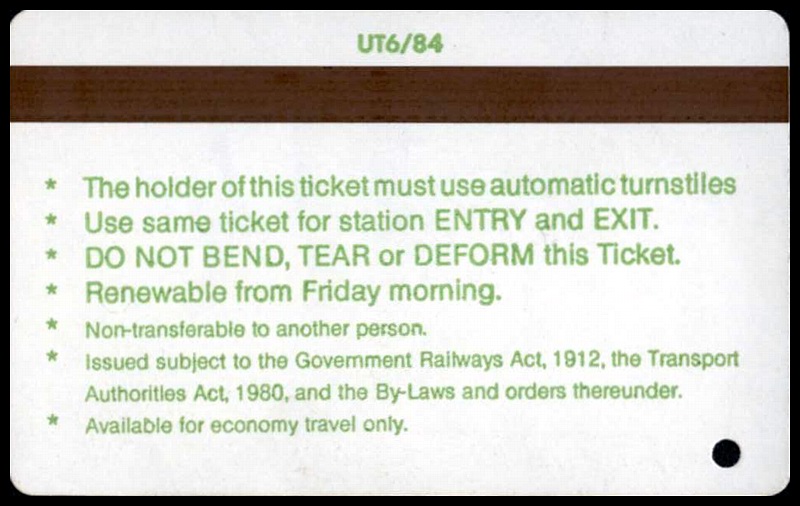 UT6/84
* The holder of this ticket must use automatic turnstiles
* Use same ticket for station ENTRY and EXIT.
* DO NOT BEND, TEAR or DEFORM this Ticket.
* Renewable from Friday morning.
* Non-transferable to another person.
* Issued subject to the Government Railways Act, 1912, the Transport
Authorities Act, 1980, and the By-Laws and orders thereunder.
* Available for economy travel only.